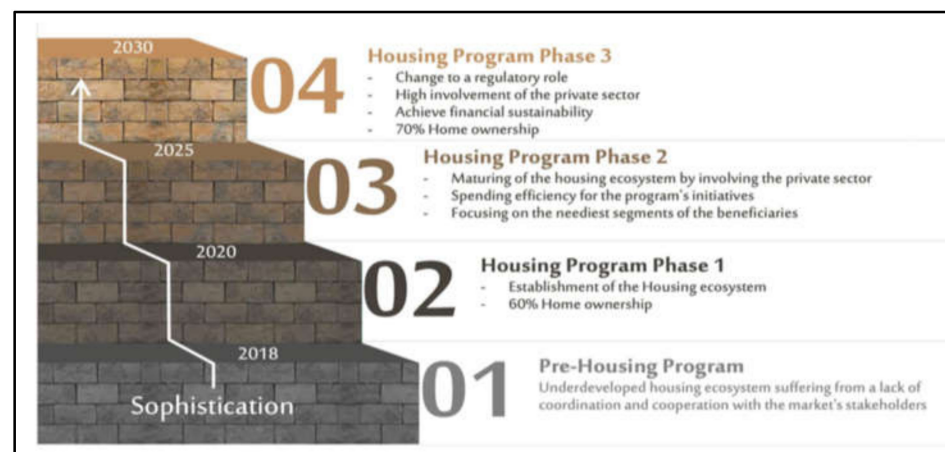 2030
04
Housing Program Phase 3
- Change to a regulatory role
- High involvement of the private sector
- Achieve financial sustainability
- 70% Home ownership
2025
03
Housing Program Phase 2
- Maturing of the housing ecosystem by involving the private sector
- Spending efficiency for the program's initiatives
- Focusing on the neediest segments of the beneficiaries
2020
02
Housing Program Phase 1
- Establishment of the Housing ecosystem
- 60% Home ownership
2018
01
Pre-Housing Program
Underdeveloped housing ecosystem suffering from a lack of
coordination and cooperation with the market's stakeholders
Sophistication